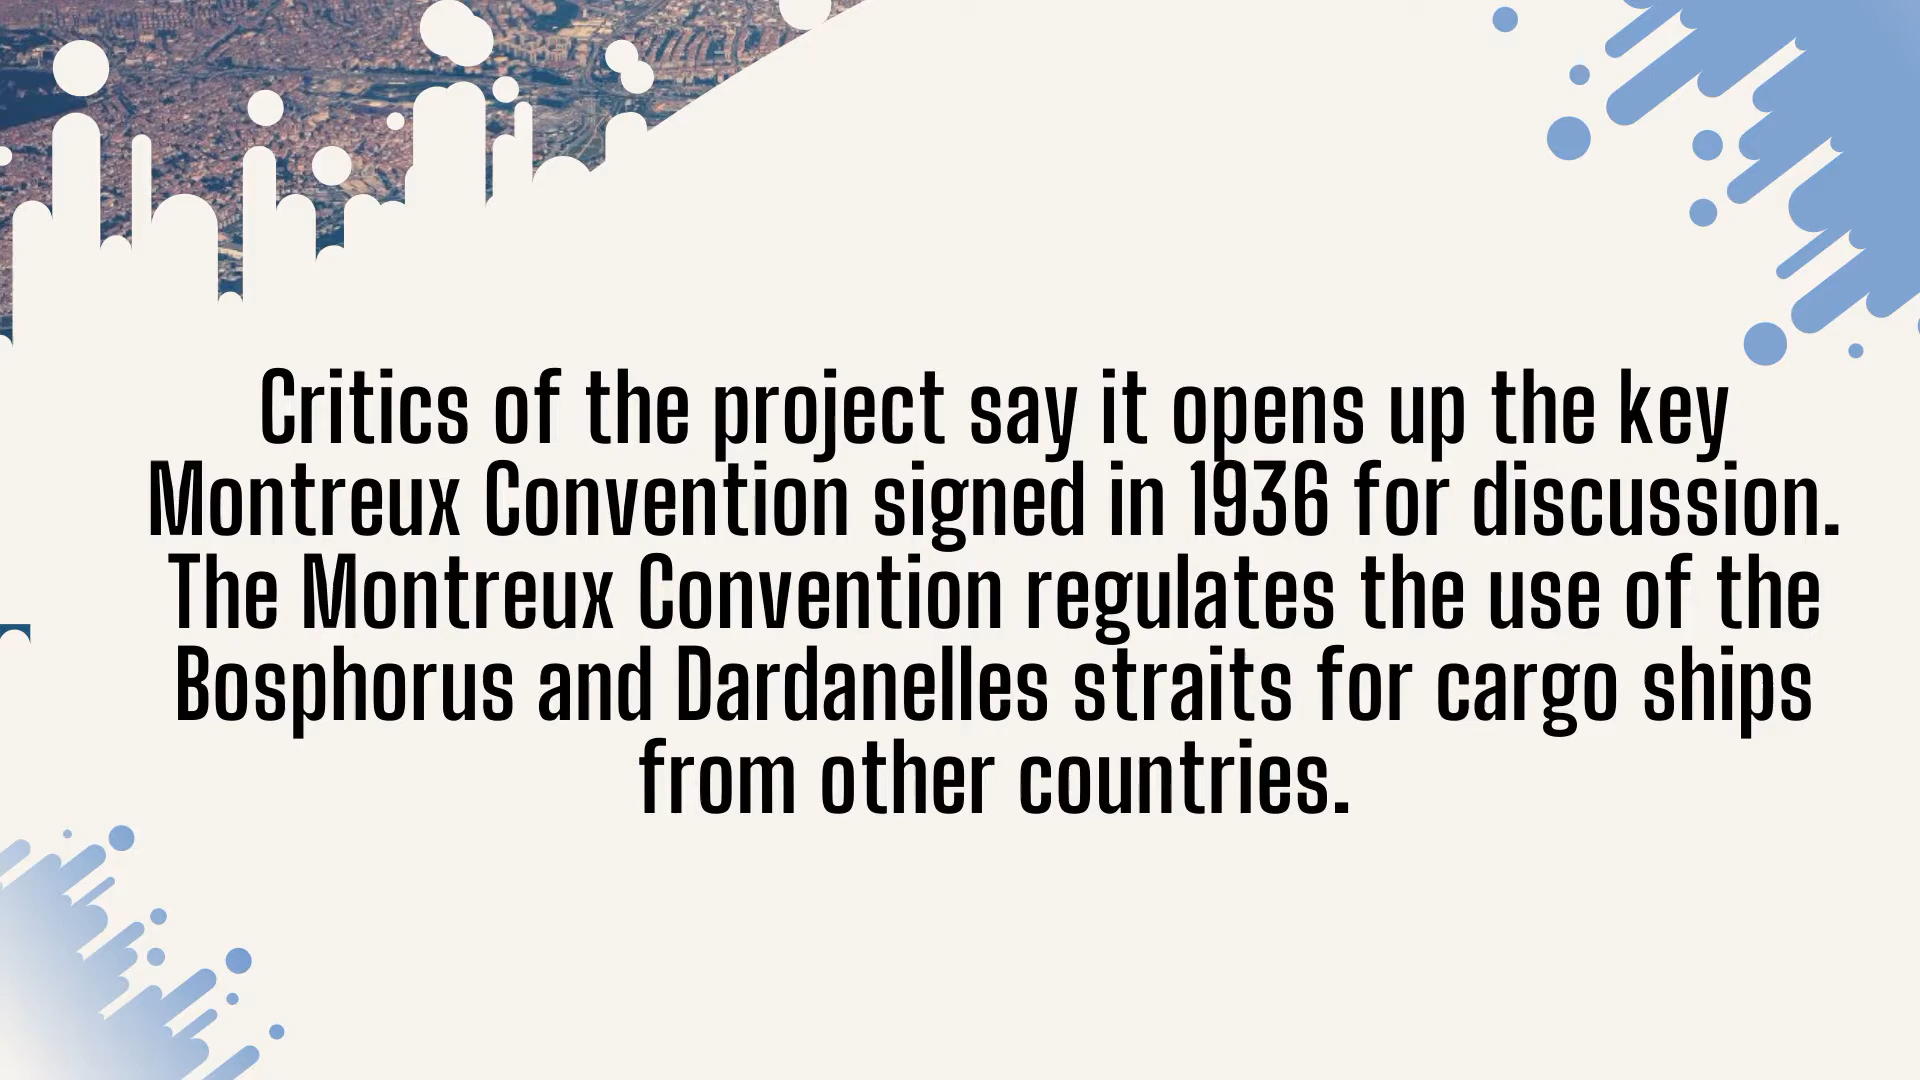 Critics of the project say it opens up the key
Montreux Convention signed in 1936 for discussion.
The Montreux Convention regulates the use of the
Bosphorus and Dardanelles straits for cargo ships
from other countries.